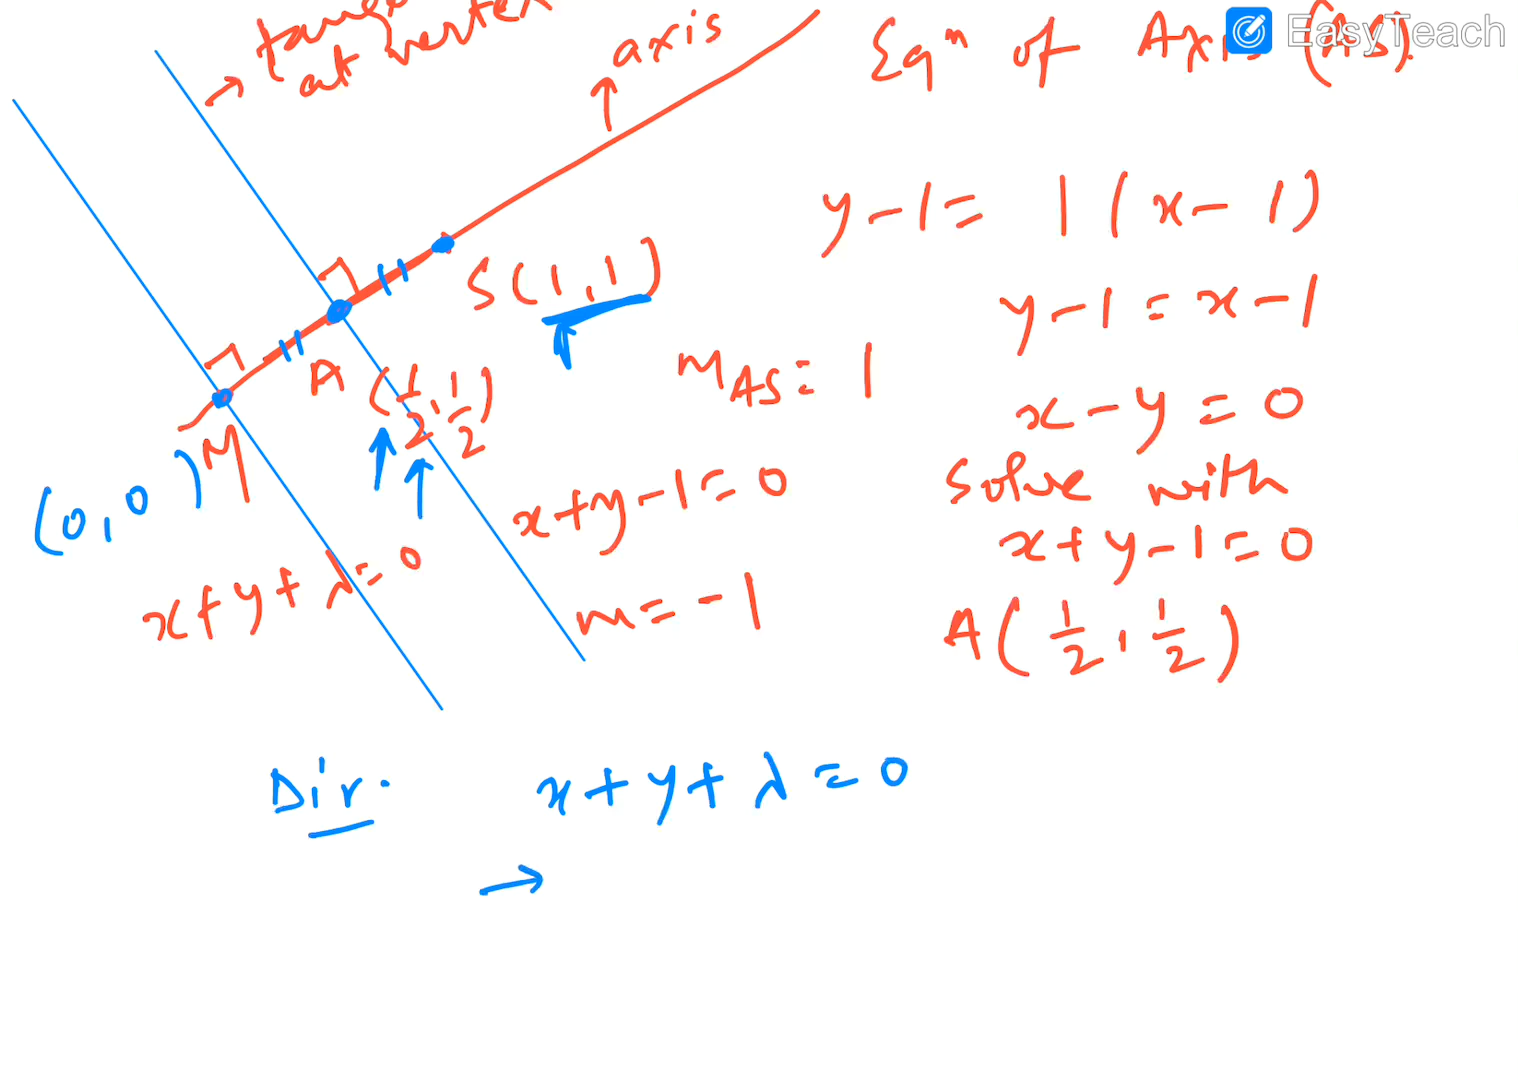 at vertex
axis
Eqⁿ of Axis (AS).
EasyTeach
y-1= 1(x-1)
S(1,1)
y-1=x-1
m_AS = 1
A (1/2, 1/2)
x-y=0
M
(0,0)
Solve with
x+y-1=0
x+y-1=0
x+y+λ=0
m=-1
A(1/2, 1/2)
Dir. x+y+λ=0
→